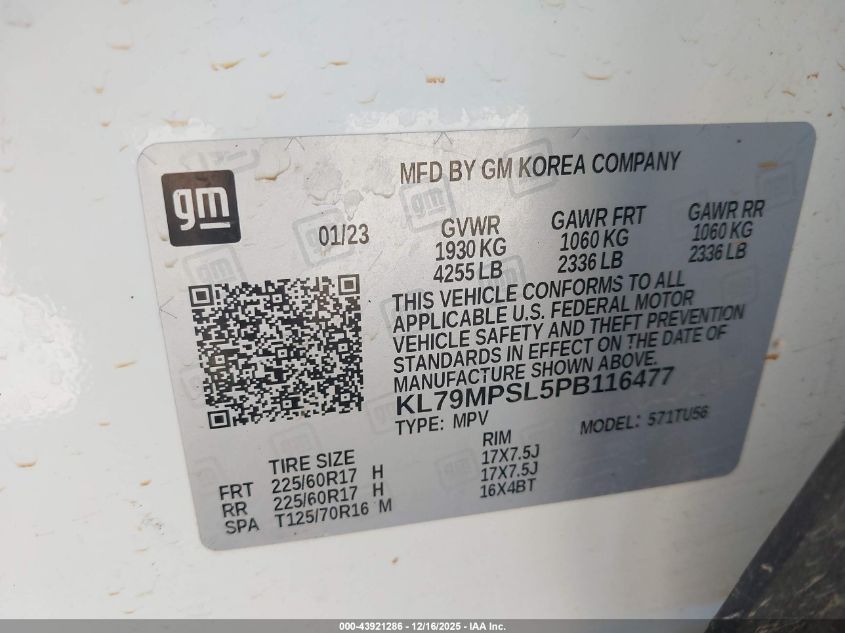 gm
MFD BY GM KOREA COMPANY
01/23
GVWR
1930 KG
4255 LB
GAWR FRT
1060 KG
2336 LB
GAWR RR
1060 KG
2336 LB
THIS VEHICLE CONFORMS TO ALL
APPLICABLE U.S. FEDERAL MOTOR
VEHICLE SAFETY AND THEFT PREVENTION
STANDARDS IN EFFECT ON THE DATE OF
MANUFACTURE SHOWN ABOVE.
KL79MPSL5PB116477
TYPE: MPV MODEL: 571TU56
TIRE SIZE RIM
FRT 225/60R17 H 17X7.5J
RR 225/60R17 H 17X7.5J
SPA T125/70R16 M 16X4BT
000-43921286 - 12/16/2025 - IAA Inc.